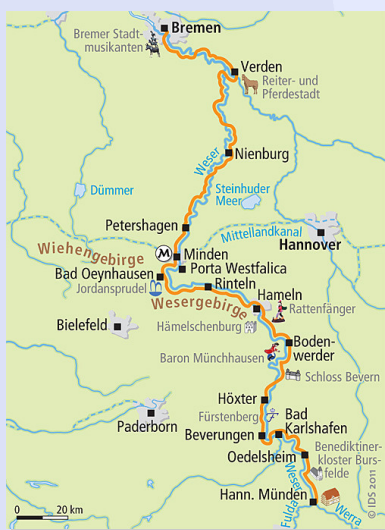 Bremen
Bremer Stadt-
musikanten
Verden
Reiter- und
Pferdestadt
Weser
Nienburg
Dümmer
Steinhuder
Meer
Petershagen
Mittellandkanal
Wiehengebirge
M
Minden
Hannover
Porta Westfalica
Bad Oeynhausen
Jordansprudel
Rinteln
Wesergebirge
Hameln
Rattenfänger
Bielefeld
Hämelschenburg
Boden-
werder
Baron Münchhausen
Schloss Bevern
Höxter
Fürstenberg
Bad
Karlshafen
Paderborn
Beverungen
Benediktiner-
kloster Burs-
felde
Oedelsheim
Weser
Hann. Münden
Fulda
Werra
0 20 km
© IDS 2011